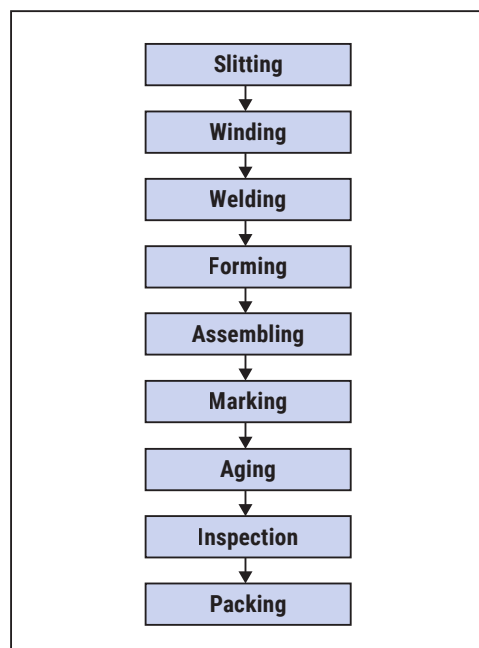 Slitting
Winding
Welding
Forming
Assembling
Marking
Aging
Inspection
Packing